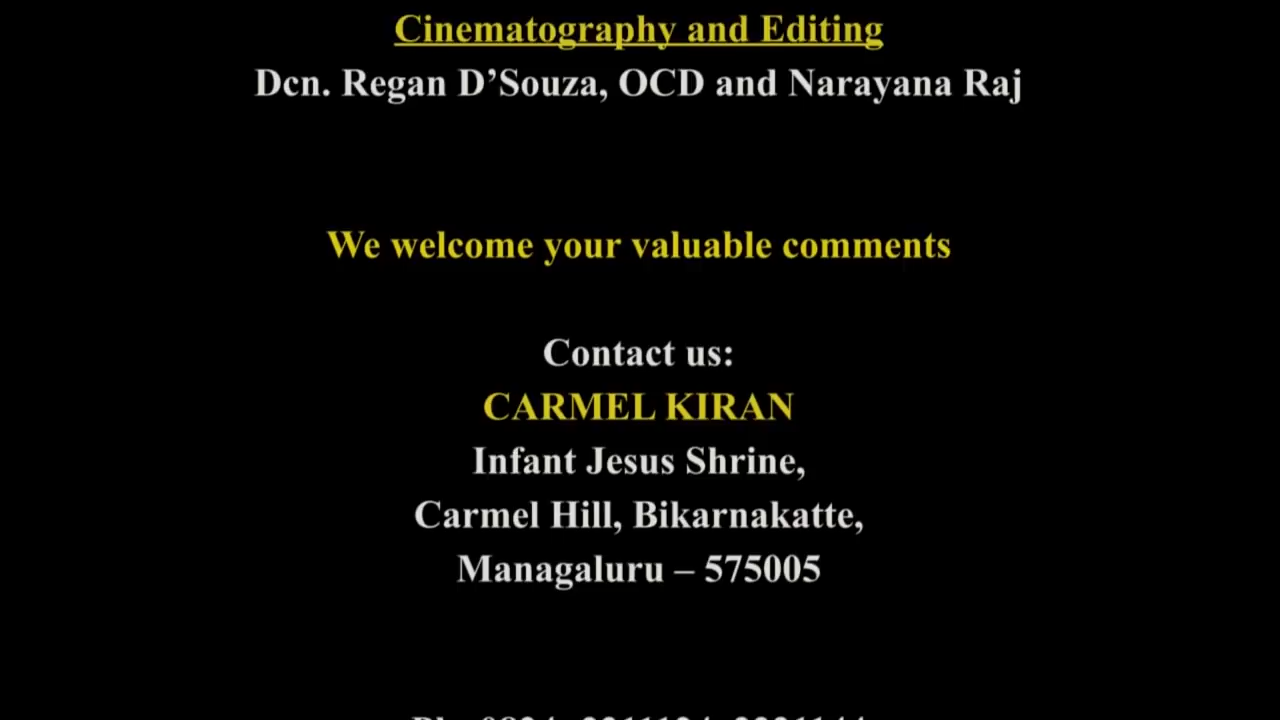 Cinematography and Editing
Dcn. Regan D’Souza, OCD and Narayana Raj
We welcome your valuable comments
Contact us:
CARMEL KIRAN
Infant Jesus Shrine,
Carmel Hill, Bikarnakatte,
Managaluru – 575005